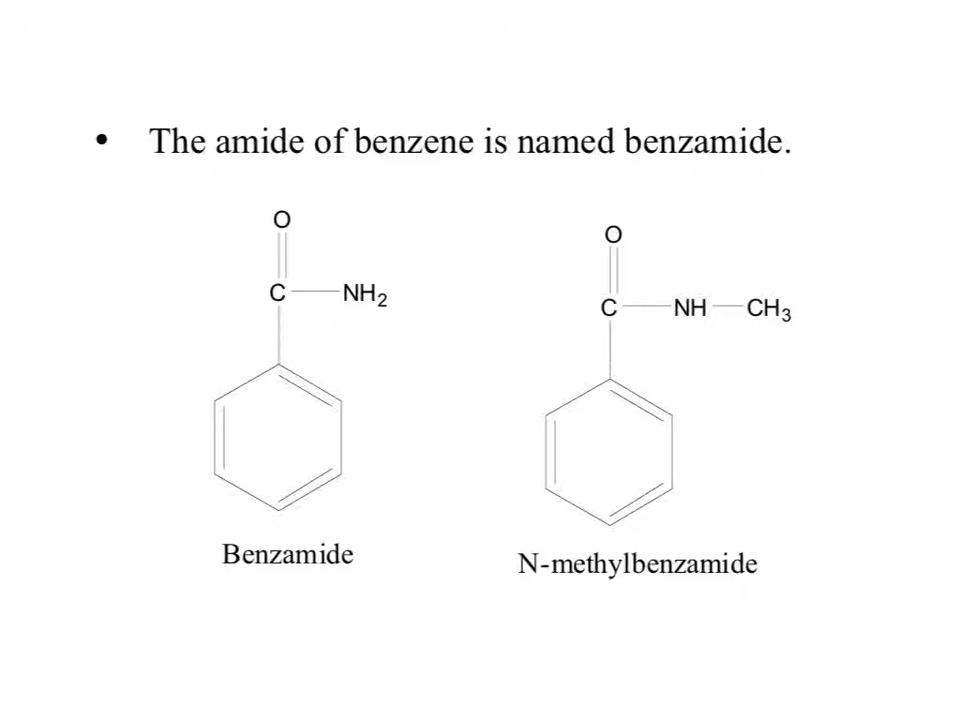 • The amide of benzene is named benzamide.
O
C NH₂
Benzamide
O
C NH CH₃
N-methylbenzamide